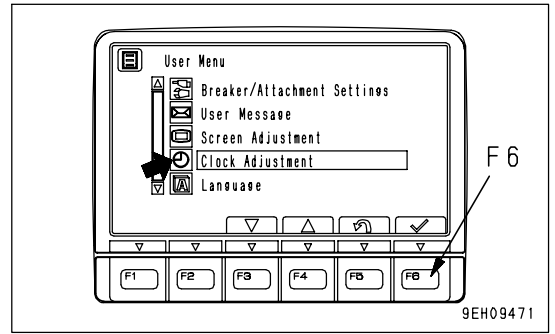 User Menu
Breaker/Attachment Settings
User Message
Screen Adjustment
Clock Adjustment
A Language
F6
F1 F2 F3 F4 F5 F6
9EH09471